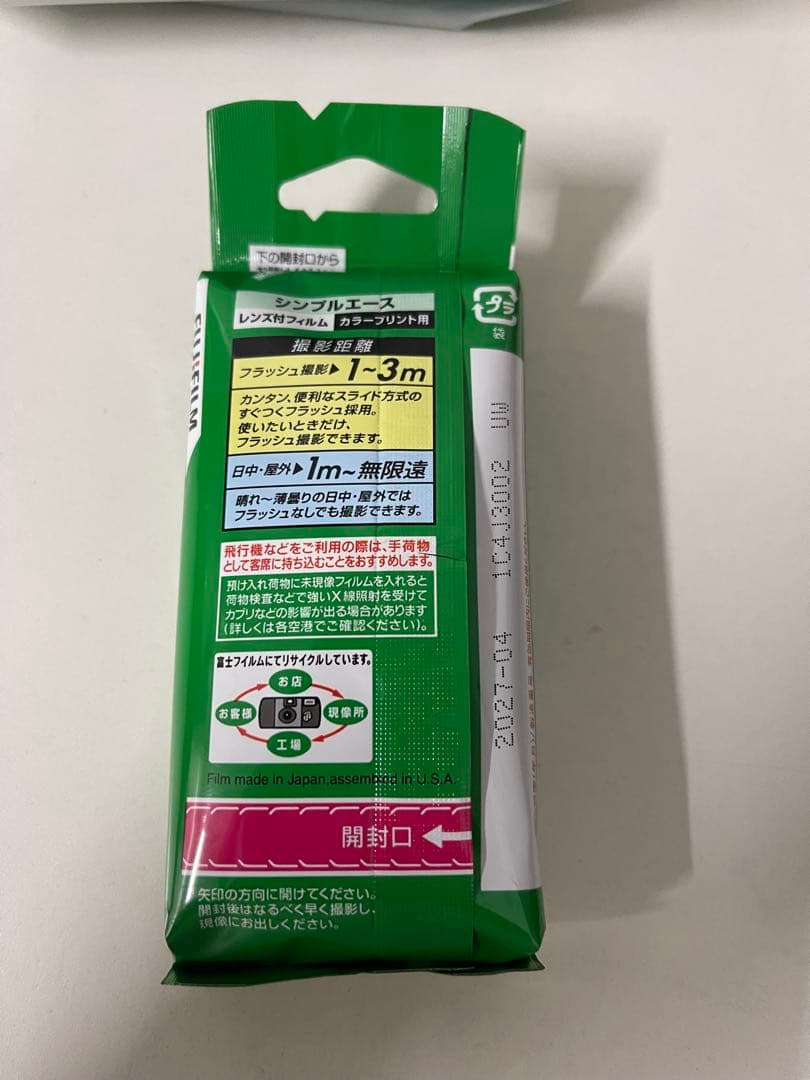 下の開封口から
シンプルエース
レンズ付フィルム カラープリント用
撮影距離
フラッシュ撮影▶1~3m
カンタン、便利なスライド方式の
すぐつくフラッシュ採用。
使いたいときだけ、
フラッシュ撮影できます。
日中・屋外▶1m~無限遠
晴れ~薄曇りの日中・屋外では
フラッシュなしでも撮影できます。
飛行機などをご利用の際は、手荷物
として客席に持ち込むことをおすすめします。
預け入れ荷物に未現像フィルムを入れると
荷物検査などで強いX線照射を受けて
カブリなどの影響が出る場合があります
(詳しくは各空港でご確認ください)。
富士フイルムにてリサイクルしています。
お店
お客様
現像所
工場
Film made in Japan,assembled in U.S.A.
開封口
矢印の方向に開けてください。
開封後はなるべく早く撮影し、
現像にお出しください。
FUJIFILM
プラ
袋
2027-04 1C4J3002 UW